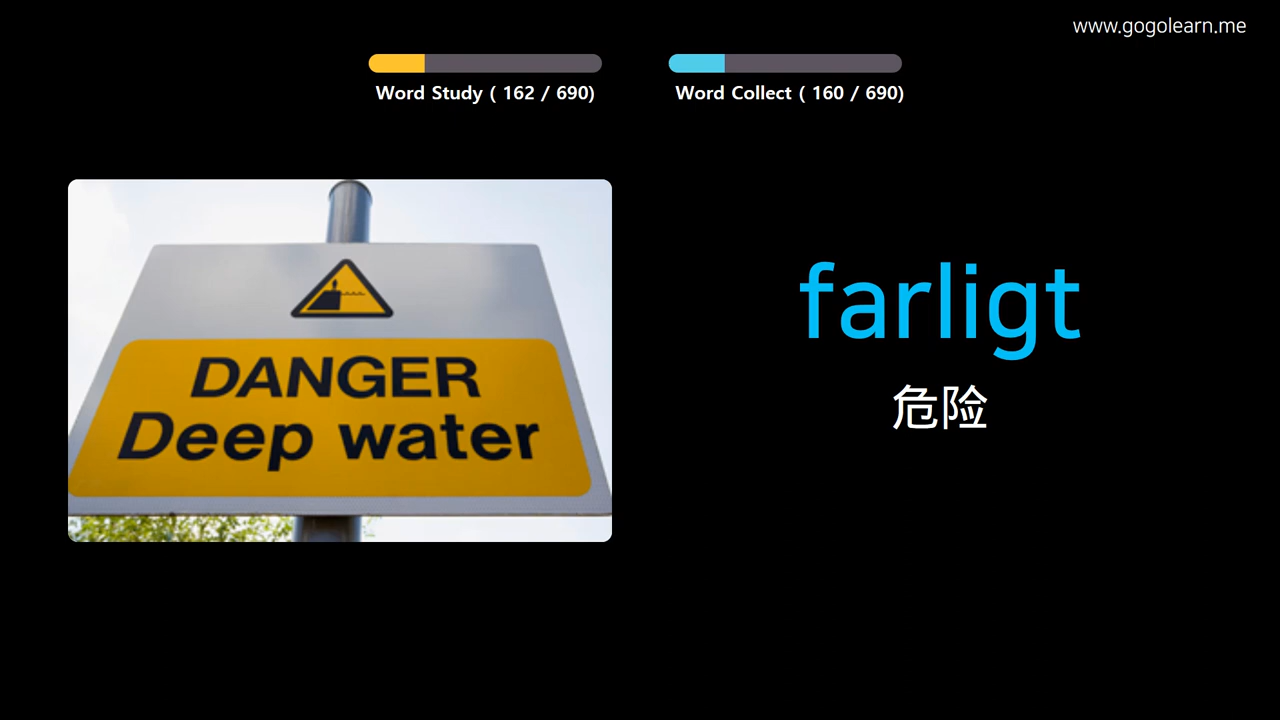 www.gogolearn.me
Word Study ( 162 / 690)
Word Collect ( 160 / 690)
DANGER
Deep water
farligt
危险